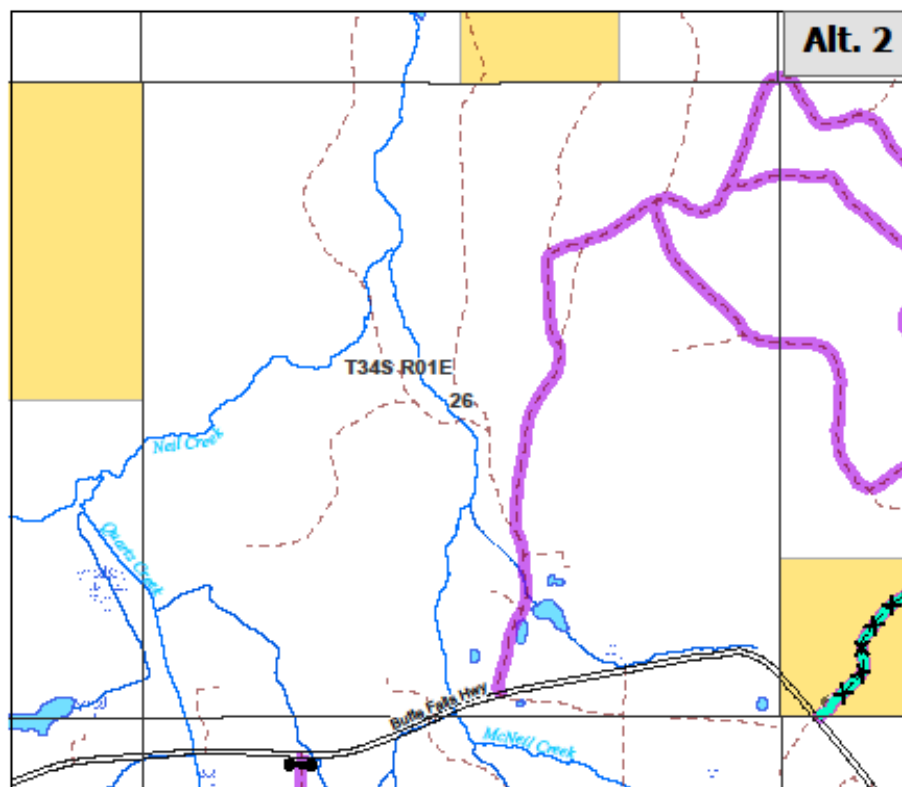 Alt. 2
T34S R01E
26
Neil Creek
Quartz Creek
Butte Falls Hwy
McNeil Creek